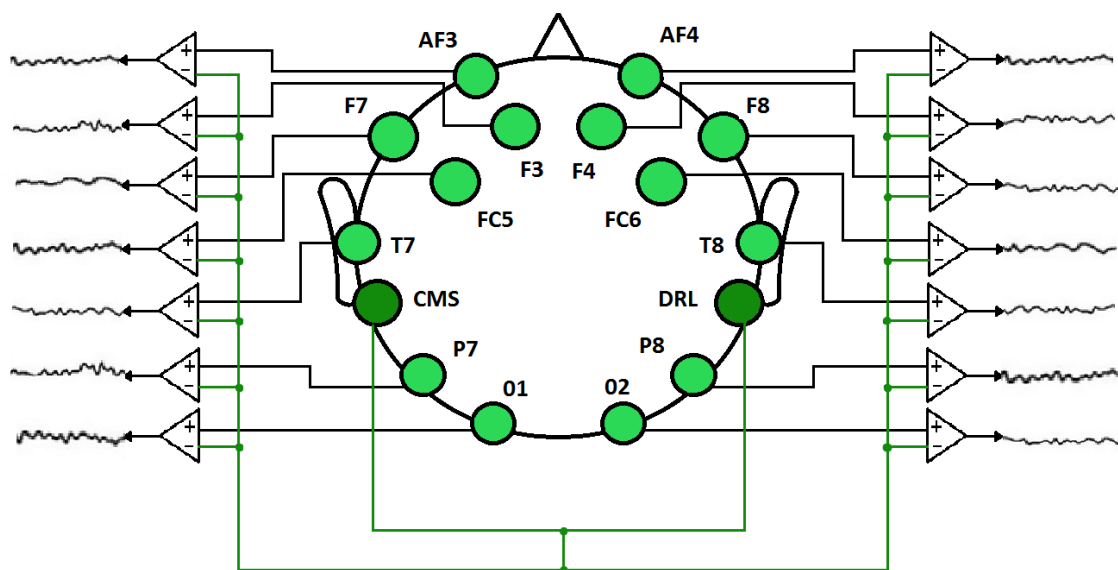 AF3 AF4
F7 F8
F3 F4
FC5 FC6
T7 T8
CMS DRL
P7 P8
01 02